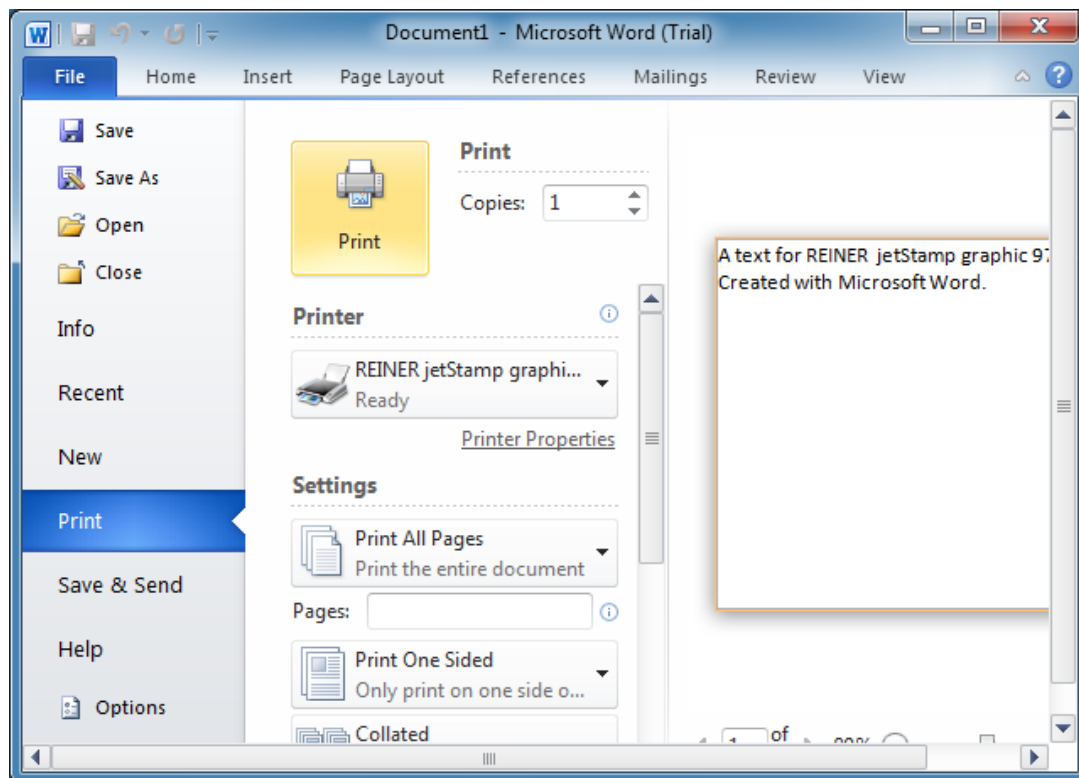 W
Document1 - Microsoft Word (Trial)
File Home Insert Page Layout References Mailings Review View
?
Save
Save As
Open
Close
Info
Recent
New
Print
Save & Send
Help
Options
Print
Print
Copies: 1
Printer
REINER jetStamp graphi...
Ready
Printer Properties
Settings
Print All Pages
Print the entire document
Pages:
Print One Sided
Only print on one side o...
Collated
A text for REINER jetStamp graphic 97
Created with Microsoft Word.
1 of